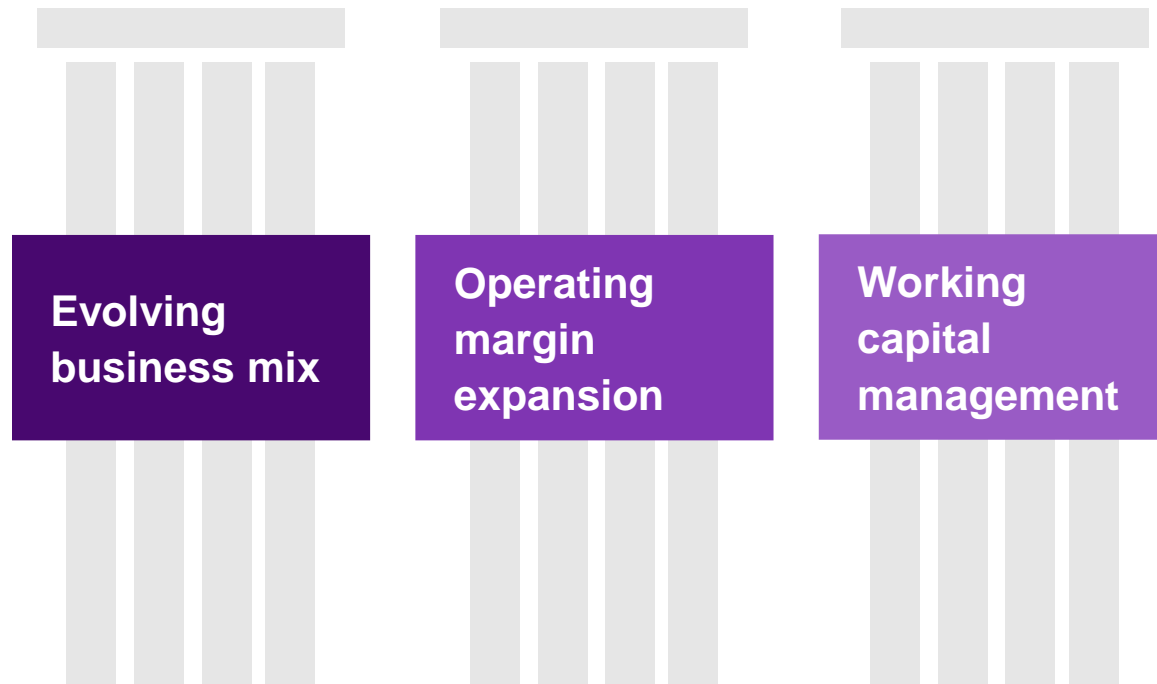 Evolving
business mix
Operating
margin
expansion
Working
capital
management